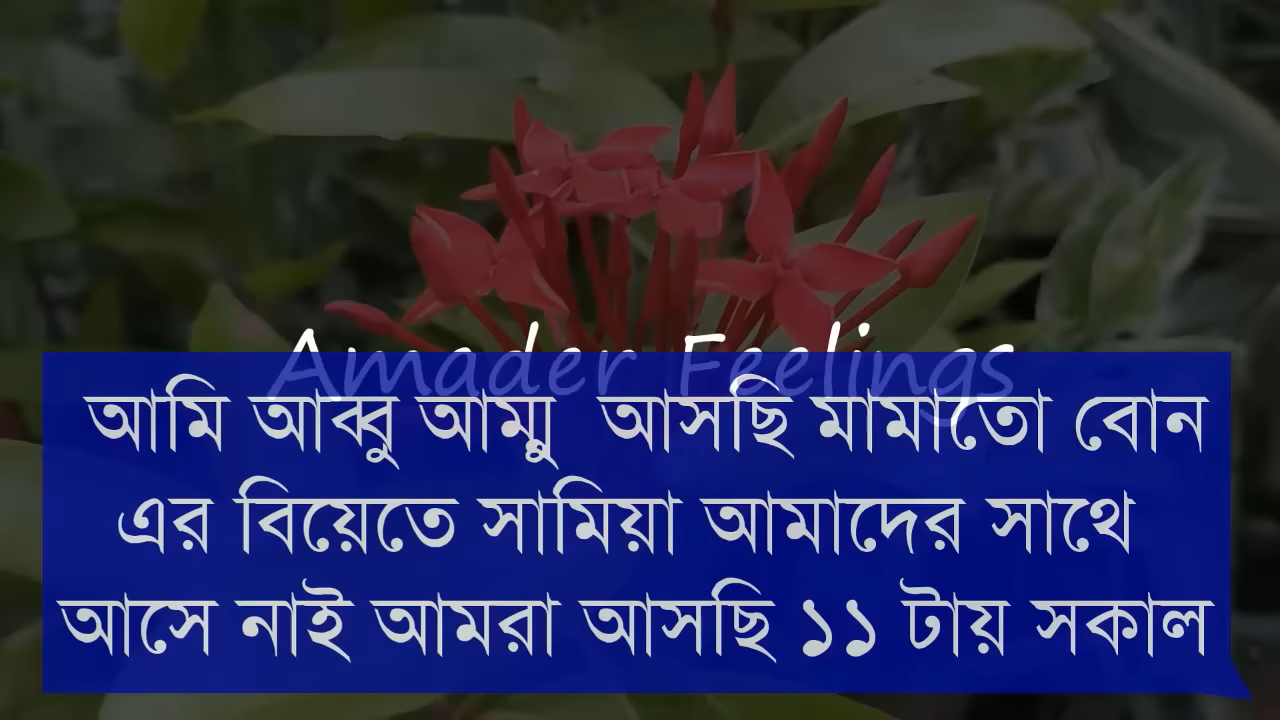 Amader Feelings
আমি আব্বু আম্মু আসছি মামাতো বোন
এর বিয়েতে সামিয়া আমাদের সাথে
আসে নাই আমরা আসছি ১১ টায় সকাল